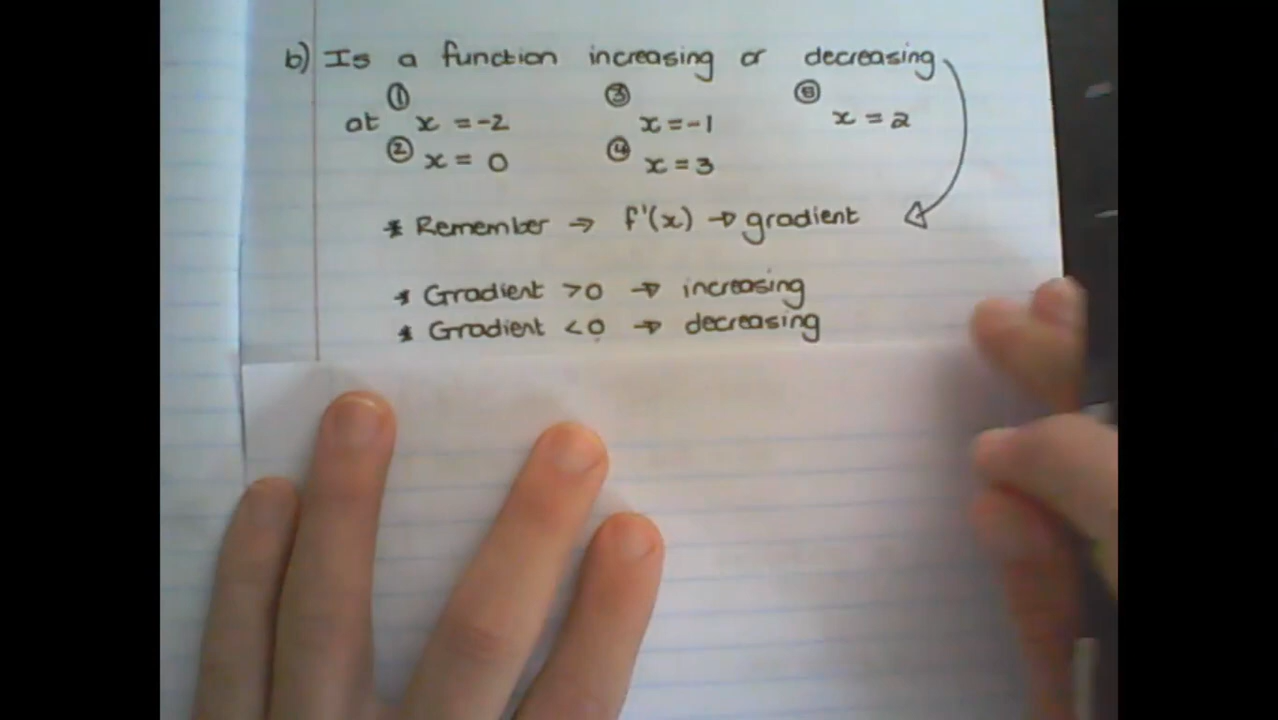 b) Is a function increasing or decreasing
① ③ ⑤
at x = -2 x = -1 x = 2
② x = 0 ④ x = 3
* Remember → f'(x) → gradient
* Gradient > 0 → increasing
* Gradient < 0 → decreasing